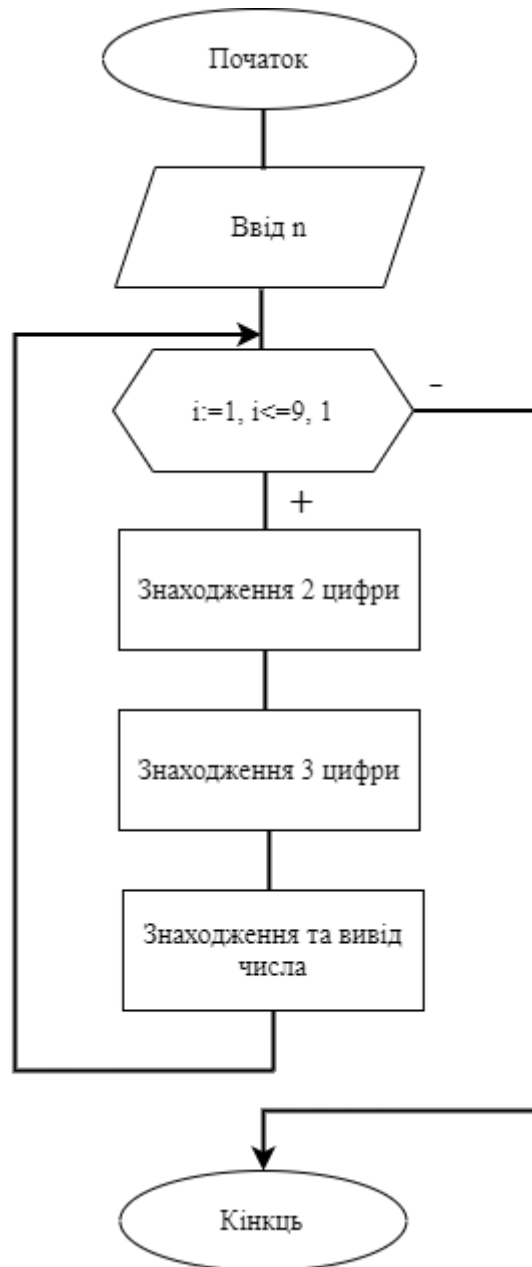 Початок
Ввід n
i:=1, i<=9, 1
-
+
Знаходження 2 цифри
Знаходження 3 цифри
Знаходження та вивід
числа
Кінкць